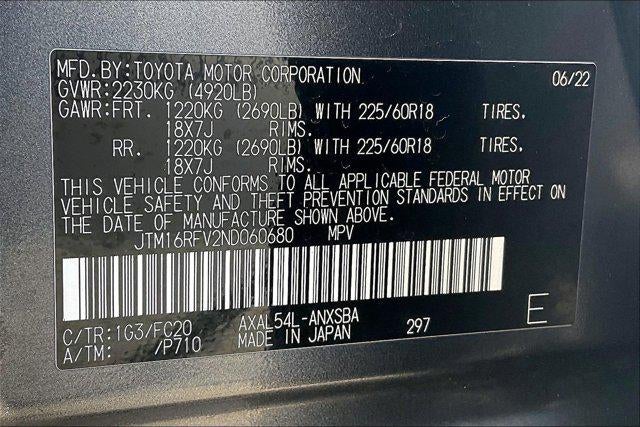 MFD.BY:TOYOTA MOTOR CORPORATION 06/22
GVWR:2230KG (4920LB)
GAWR:FRT. 1220KG (2690LB) WITH 225/60R18 TIRES.
18X7J RIMS.
RR. 1220KG (2690LB) WITH 225/60R18 TIRES.
18X7J RIMS.
THIS VEHICLE CONFORMS TO ALL APPLICABLE FEDERAL MOTOR
VEHICLE SAFETY AND THEFT PREVENTION STANDARDS IN EFFECT ON
THE DATE OF MANUFACTURE SHOWN ABOVE.
JTM16RFV2ND060680 MPV
C/TR:1G3/FC20 AXAL54L-ANXSBA 297 E
A/TM: /P710 MADE IN JAPAN